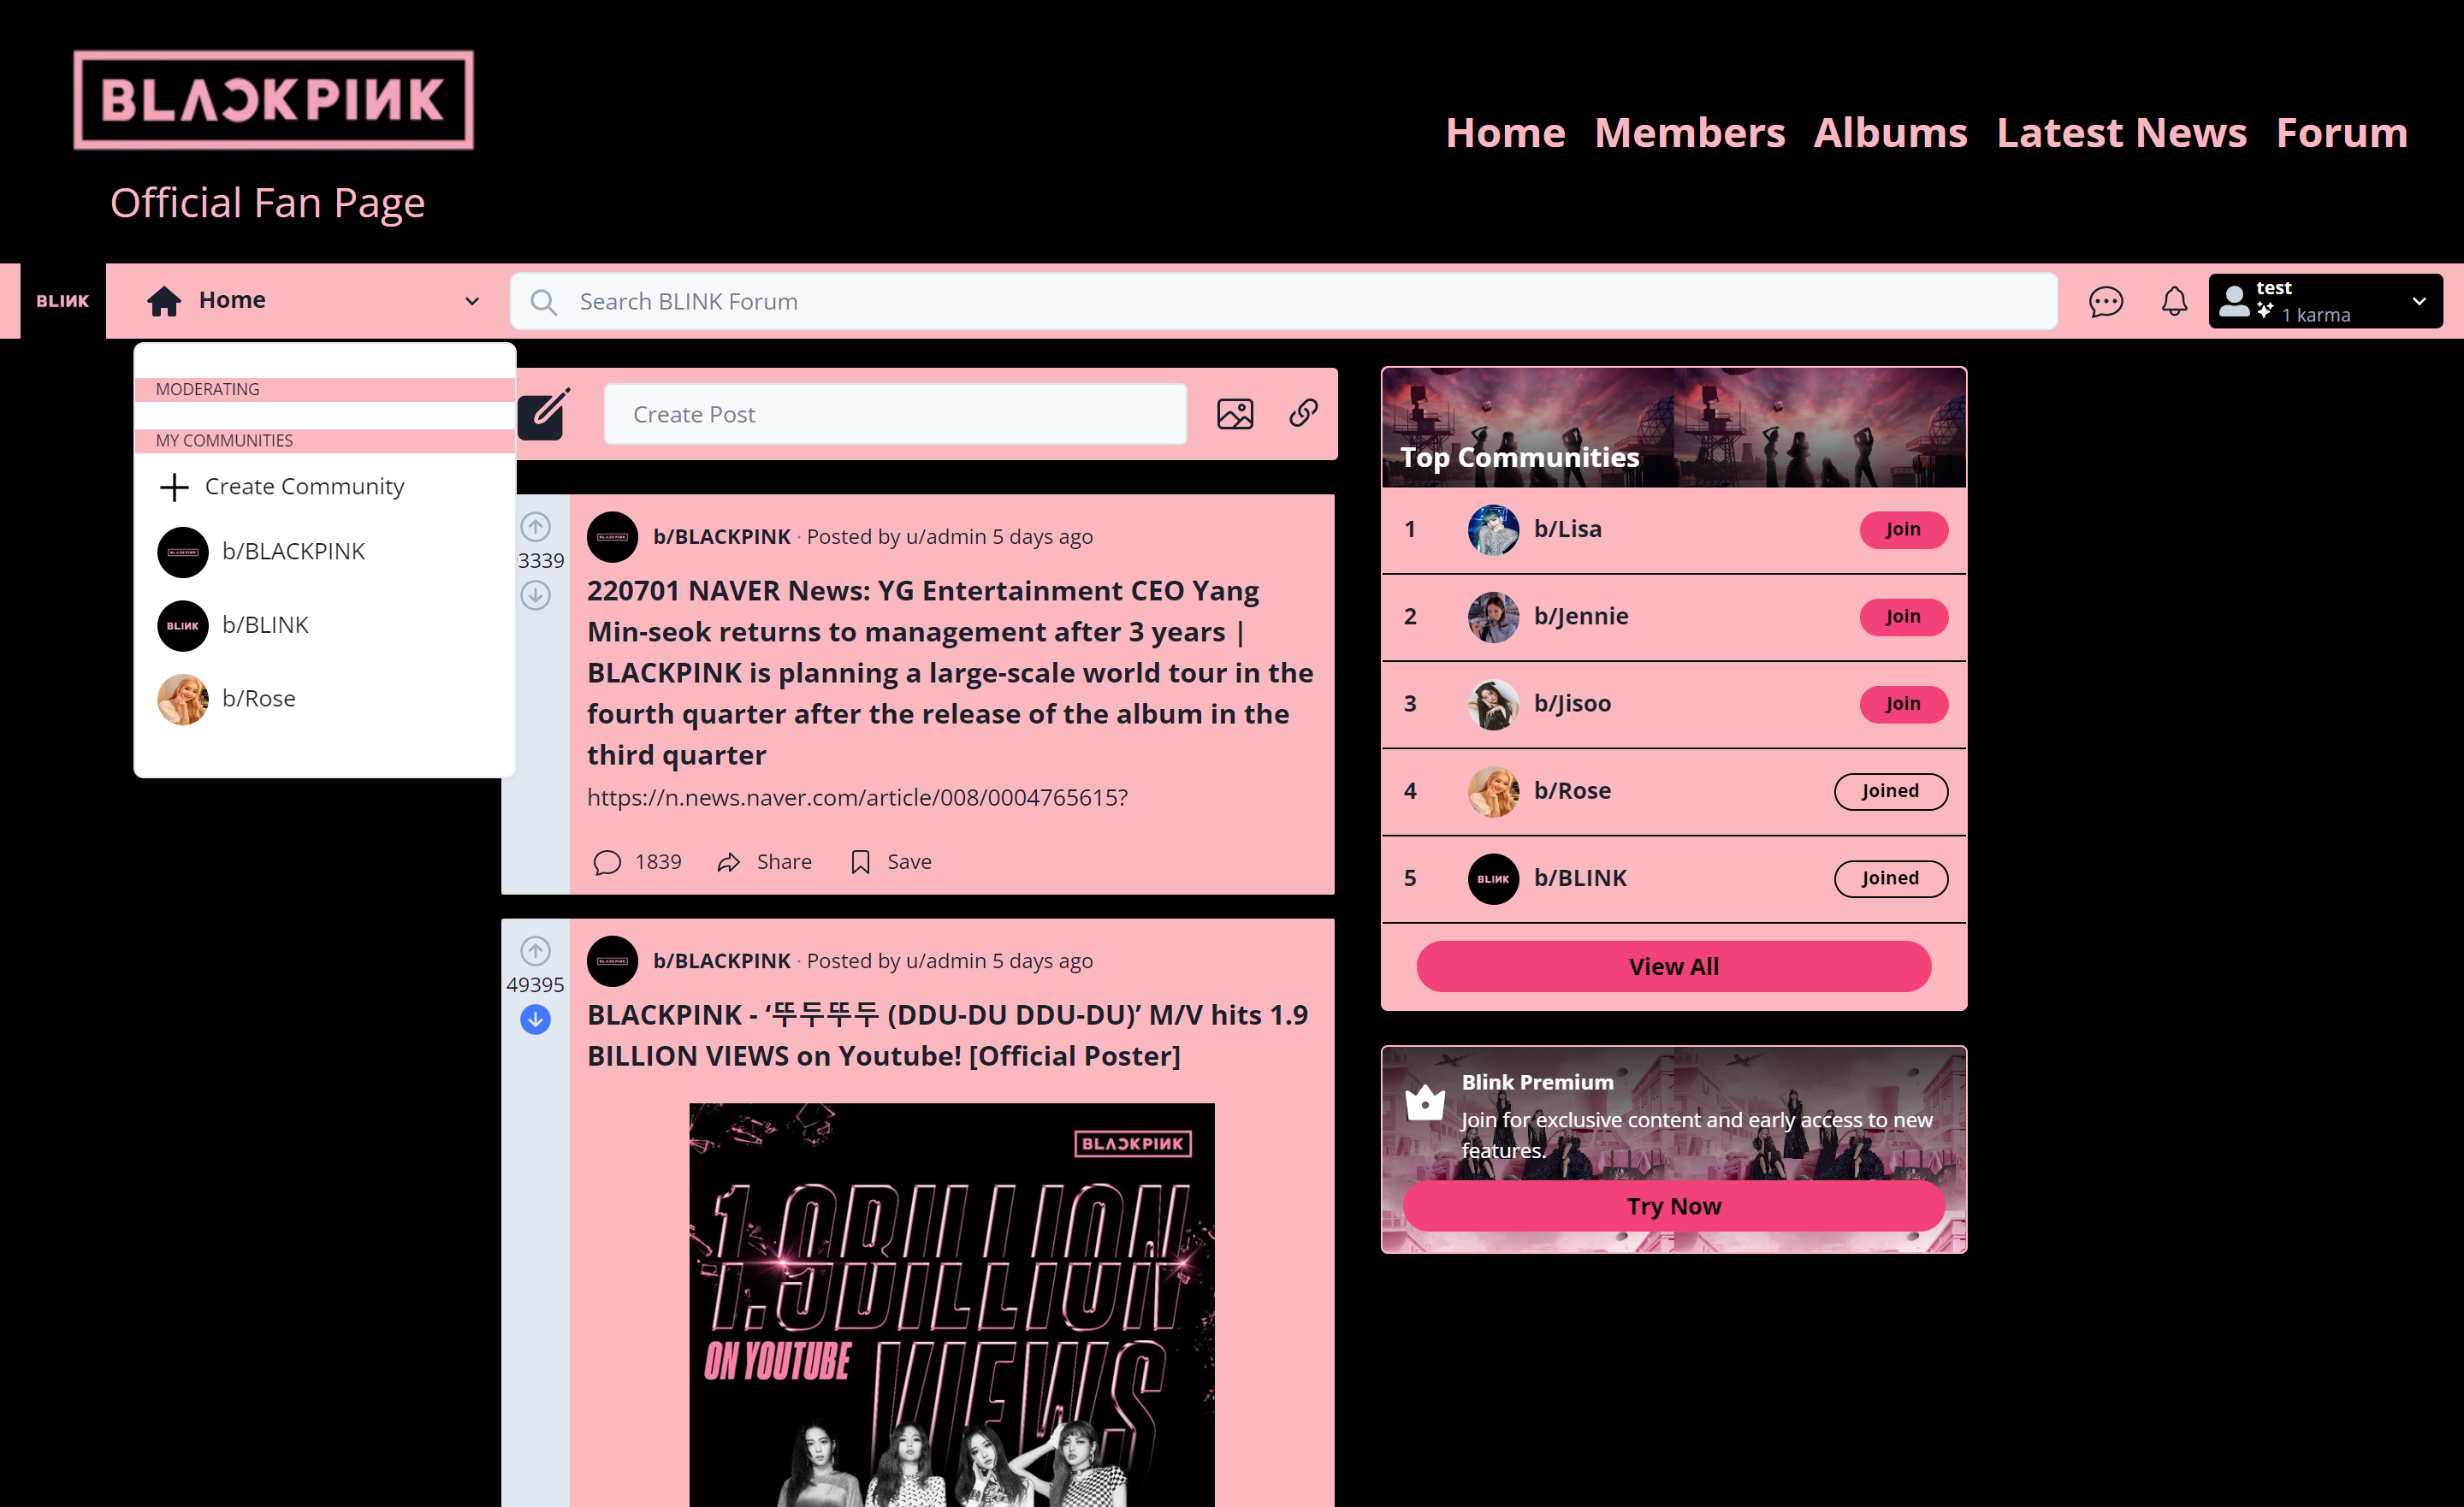 BLACKPINK
Official Fan Page
Home Members Albums Latest News Forum
BLINK
Home
Search BLINK Forum
test
1 karma
MODERATING
MY COMMUNITIES
Create Community
b/BLACKPINK
BLINK
b/BLINK
b/Rose
Create Post
3339
b/BLACKPINK · Posted by u/admin 5 days ago
220701 NAVER News: YG Entertainment CEO Yang
Min-seok returns to management after 3 years |
BLACKPINK is planning a large-scale world tour in the
fourth quarter after the release of the album in the
third quarter
https://n.news.naver.com/article/008/0004765615?
1839 Share Save
49395
b/BLACKPINK · Posted by u/admin 5 days ago
BLACKPINK - ‘뚜두뚜두 (DDU-DU DDU-DU)’ M/V hits 1.9
BILLION VIEWS on Youtube! [Official Poster]
BLACKPINK
1.9BILLION
ON YOUTUBE VIEWS
Top Communities
1 b/Lisa Join
2 b/Jennie Join
3 b/Jisoo Join
4 b/Rose Joined
5 BLINK b/BLINK Joined
View All
Blink Premium
Join for exclusive content and early access to new
features.
Try Now